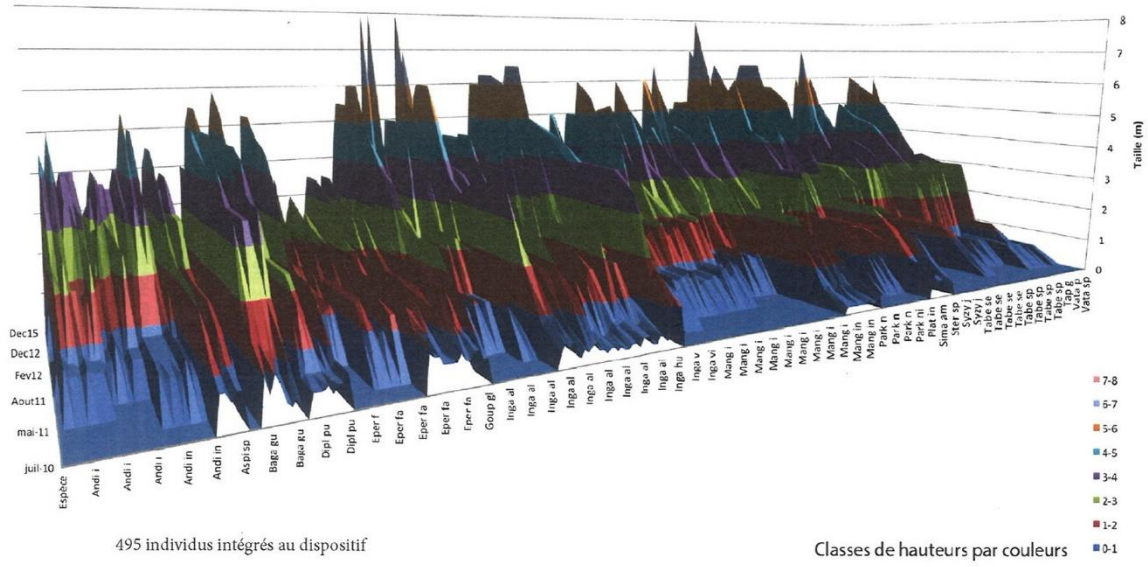 8
7
6
5
4
3
2
1
0
Taille (m)
Dec15
Dec12
Fev12
Aout11
mai-11
juil-10
Espèce
Andi i
Andi i
Andi i
Andi in
Andi in
Aspi sp
Baga gu
Baga gu
Dipl pu
Dipl pu
Eper f
Eper fa
Eper fa
Eper fa
Eper fa
Goup gl
Inga al
Inga al
Inga al
Inga al
Inga al
Inga al
Inga al
Inga al
Inga al
Inga hu
Inga v
Inga vi
Mang i
Mang i
Mang i
Mang i
Mang i
Mang i
Mang i
Mang i
Mang in
Mang in
Park n
Park n
Park n
Park ni
Plat in
Sima am
Ster sp
Syzy j
Syzy j
Tabe se
Tabe se
Tabe se
Tabe se
Tabe sp
Tabe sp
Tabe sp
Tabe sp
Tap g
Vata p
Vata sp
7-8
6-7
5-6
4-5
3-4
2-3
1-2
0-1
495 individus intégrés au dispositif
Classes de hauteurs par couleurs